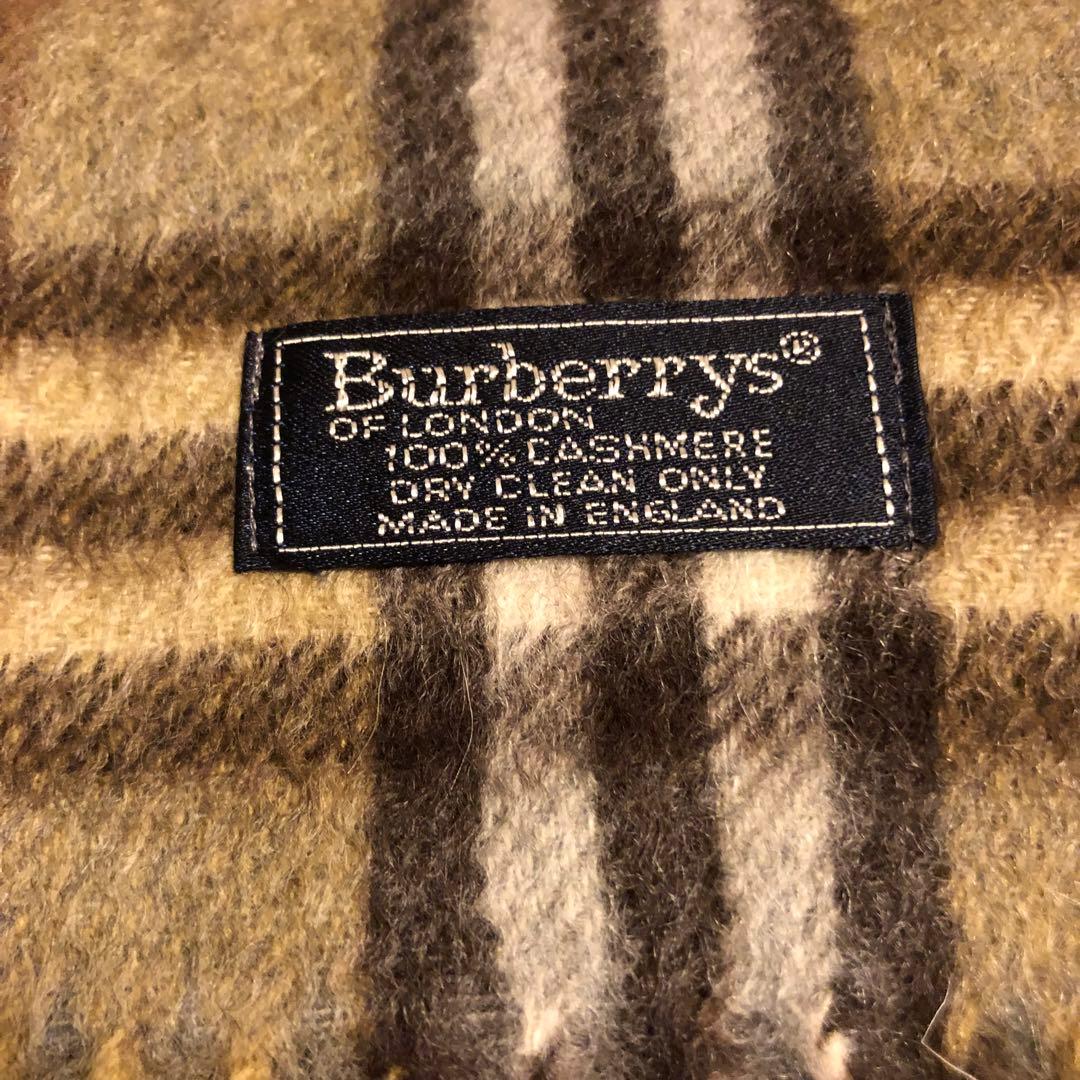 Burberrys®
OF LONDON
100% CASHMERE
DRY CLEAN ONLY
MADE IN ENGLAND